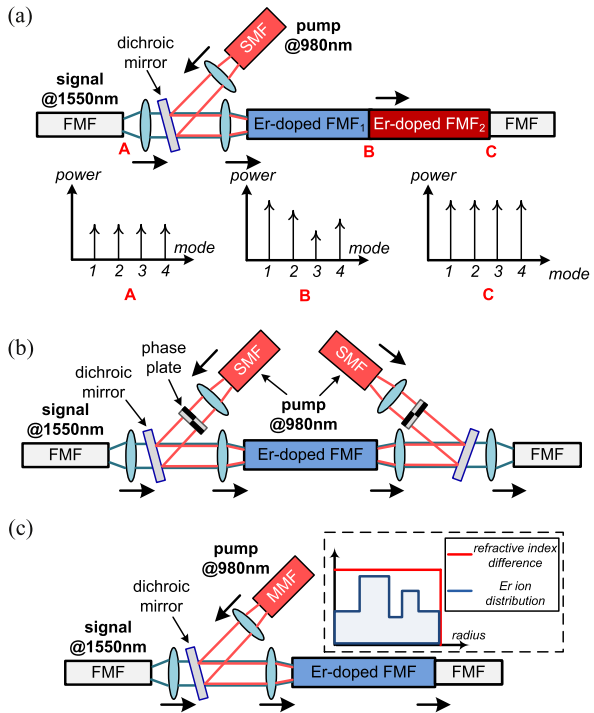 (a)
pump
@980nm
dichroic
mirror
SMF
signal
@1550nm
FMF
Er-doped FMF1
Er-doped FMF2
FMF
A
B
C
power
mode
1 2 3 4
A
power
mode
1 2 3 4
B
power
mode
1 2 3 4
C
(b)
phase
plate
dichroic
mirror
SMF
SMF
pump
@980nm
signal
@1550nm
FMF
Er-doped FMF
FMF
(c)
pump
@980nm
MMF
dichroic
mirror
signal
@1550nm
FMF
Er-doped FMF
FMF
refractive index
difference
Er ion
distribution
radius